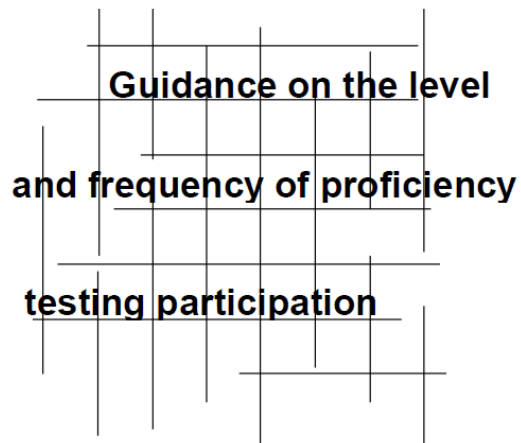 Guidance on the level
and frequency of proficiency
testing participation